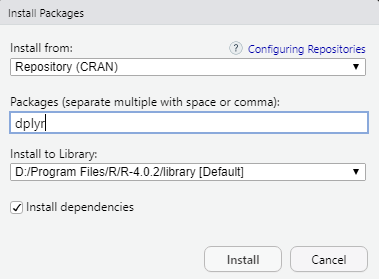 Install Packages
Install from:
? Configuring Repositories
Repository (CRAN)
Packages (separate multiple with space or comma):
dplyr
Install to Library:
D:/Program Files/R/R-4.0.2/library [Default]
Install dependencies
Install Cancel